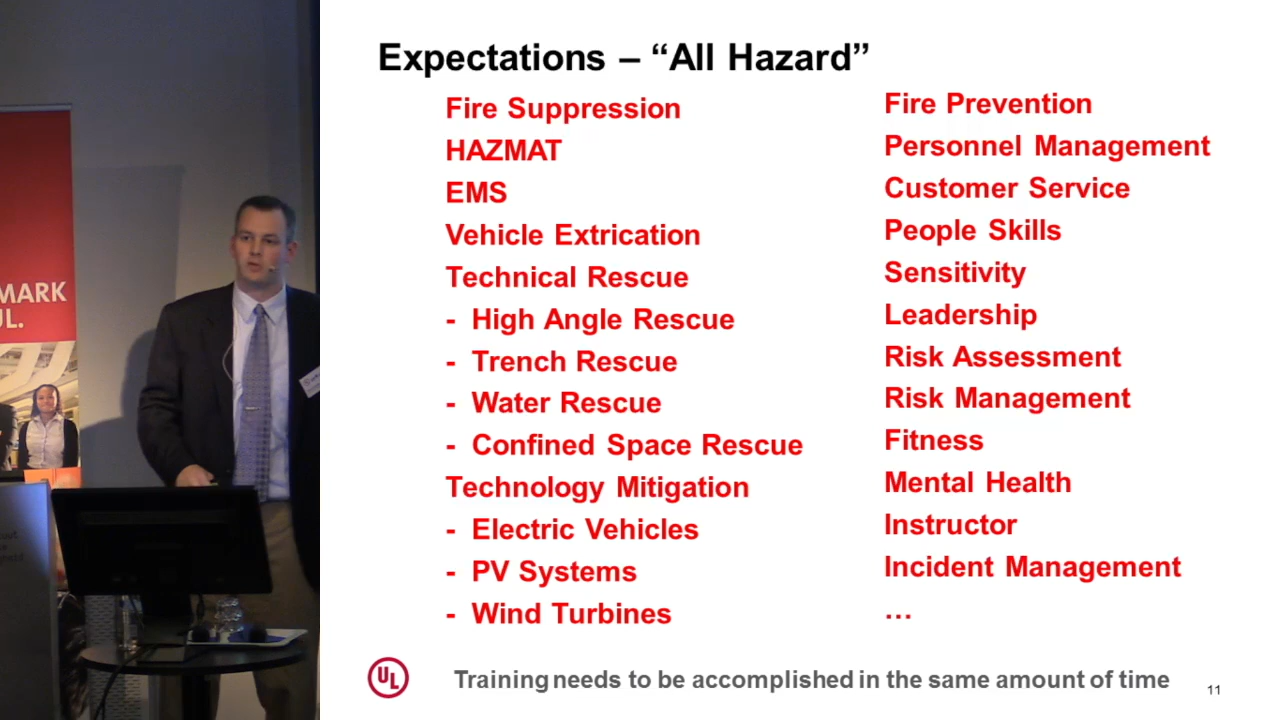 MARK
UL.
Expectations – “All Hazard”
Fire Suppression
HAZMAT
EMS
Vehicle Extrication
Technical Rescue
- High Angle Rescue
- Trench Rescue
- Water Rescue
- Confined Space Rescue
Technology Mitigation
- Electric Vehicles
- PV Systems
- Wind Turbines
Fire Prevention
Personnel Management
Customer Service
People Skills
Sensitivity
Leadership
Risk Assessment
Risk Management
Fitness
Mental Health
Instructor
Incident Management
…
UL
Training needs to be accomplished in the same amount of time
11